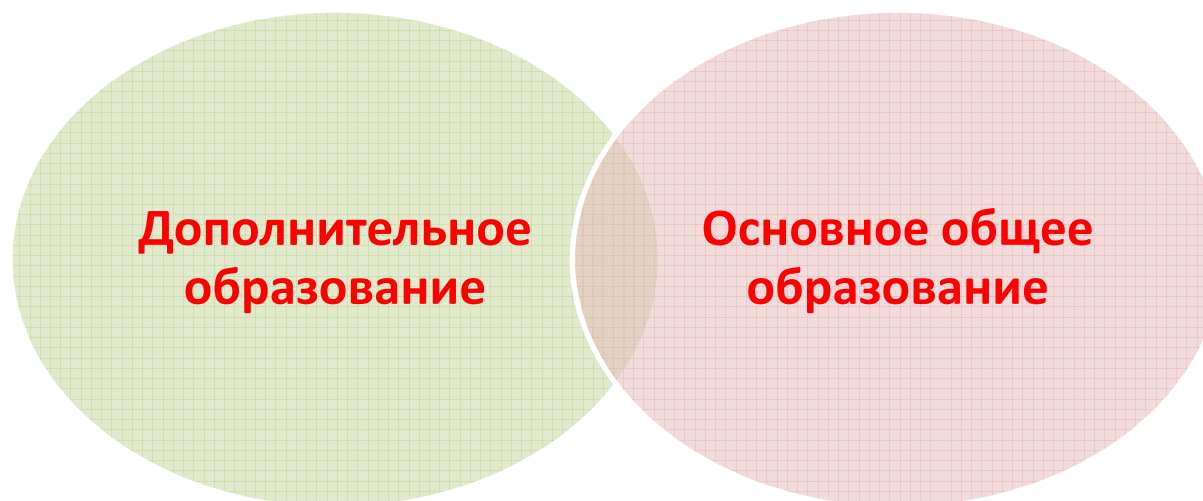 Дополнительное
образование
Основное общее
образование